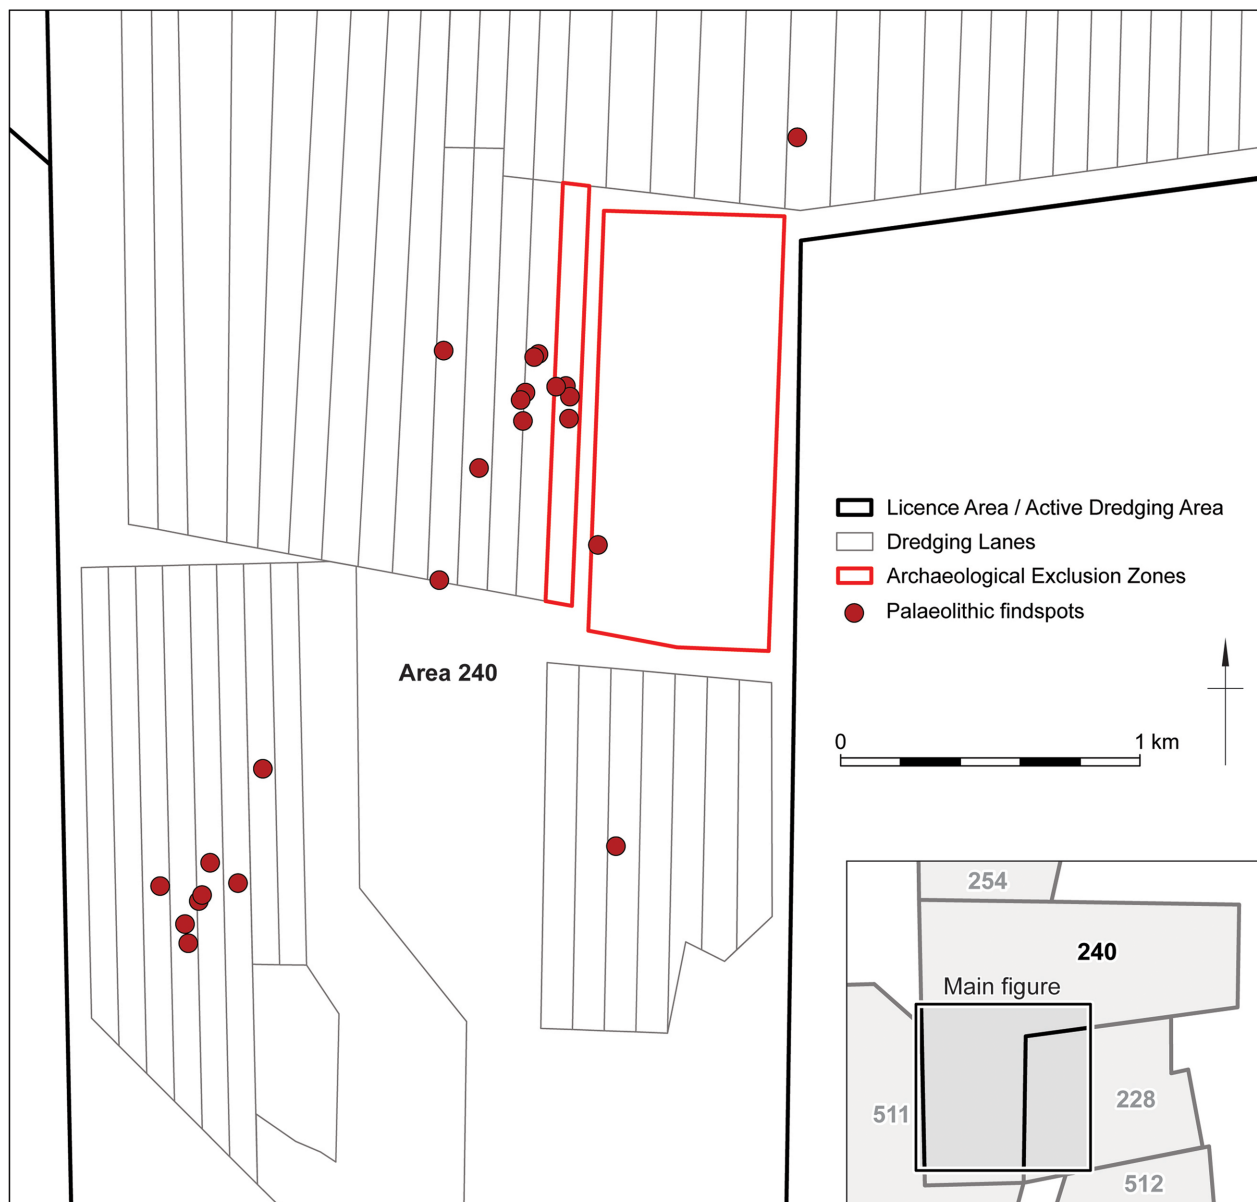 Licence Area / Active Dredging Area
Dredging Lanes
Archaeological Exclusion Zones
Palaeolithic findspots
Area 240
0 1 km
254
240
Main figure
511
228
512